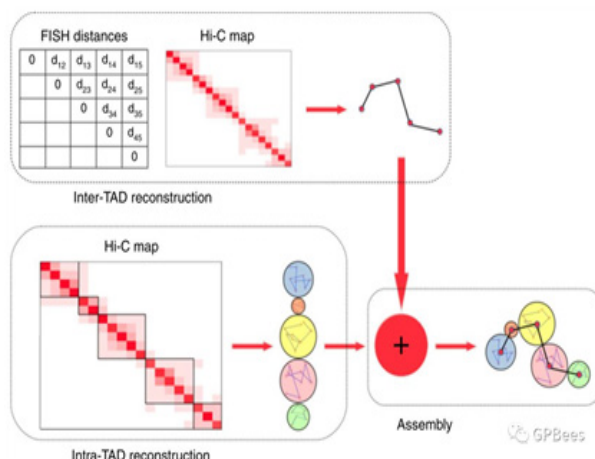 FISH distances
Hi-C map
0 d12 d13 d14 d15
0 d23 d24 d25
0 d34 d35
0 d45
0
Inter-TAD reconstruction
Hi-C map
+
Assembly
GPBees
Intra-TAD reconstruction